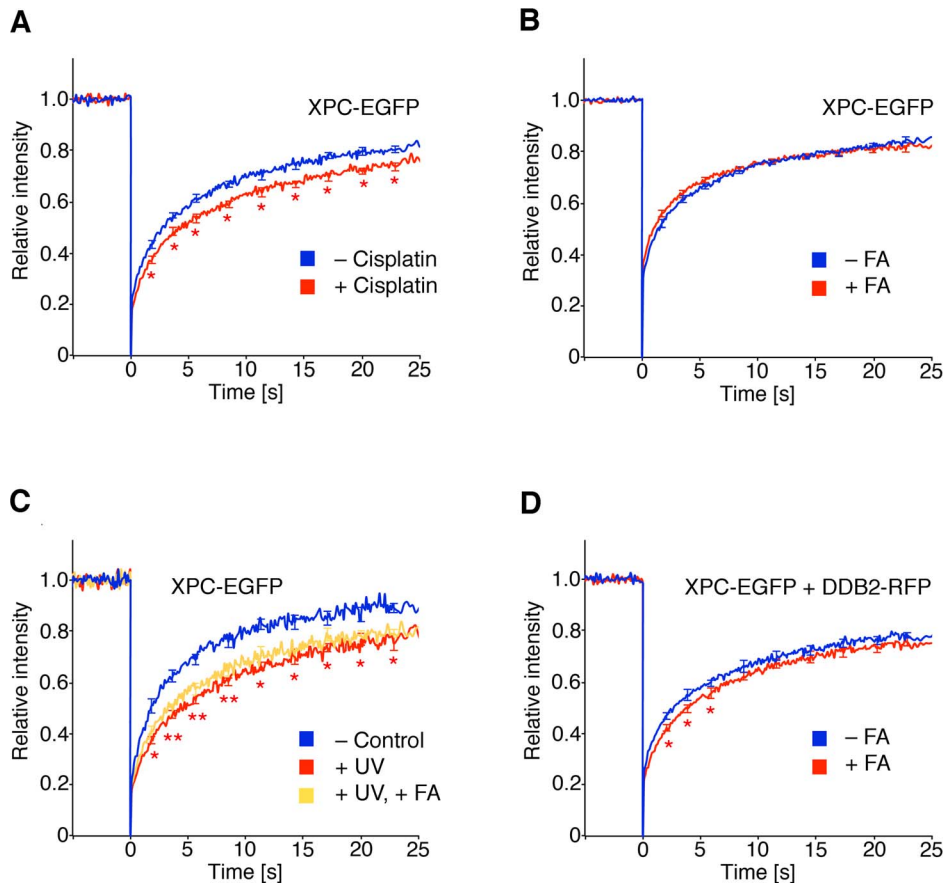 A
XPC-EGFP
Relative intensity
1.0
0.8
0.6
0.4
0.2
0
– Cisplatin
+ Cisplatin
*
*
*
*
*
*
*
*
*
0 5 10 15 20 25
Time [s]
B
XPC-EGFP
Relative intensity
1.0
0.8
0.6
0.4
0.2
0
– FA
+ FA
0 5 10 15 20 25
Time [s]
C
XPC-EGFP
Relative intensity
1.0
0.8
0.6
0.4
0.2
0
– Control
+ UV
+ UV, + FA
*
**
**
**
*
*
*
*
*
0 5 10 15 20 25
Time [s]
D
XPC-EGFP + DDB2-RFP
Relative intensity
1.0
0.8
0.6
0.4
0.2
0
– FA
+ FA
*
*
*
0 5 10 15 20 25
Time [s]